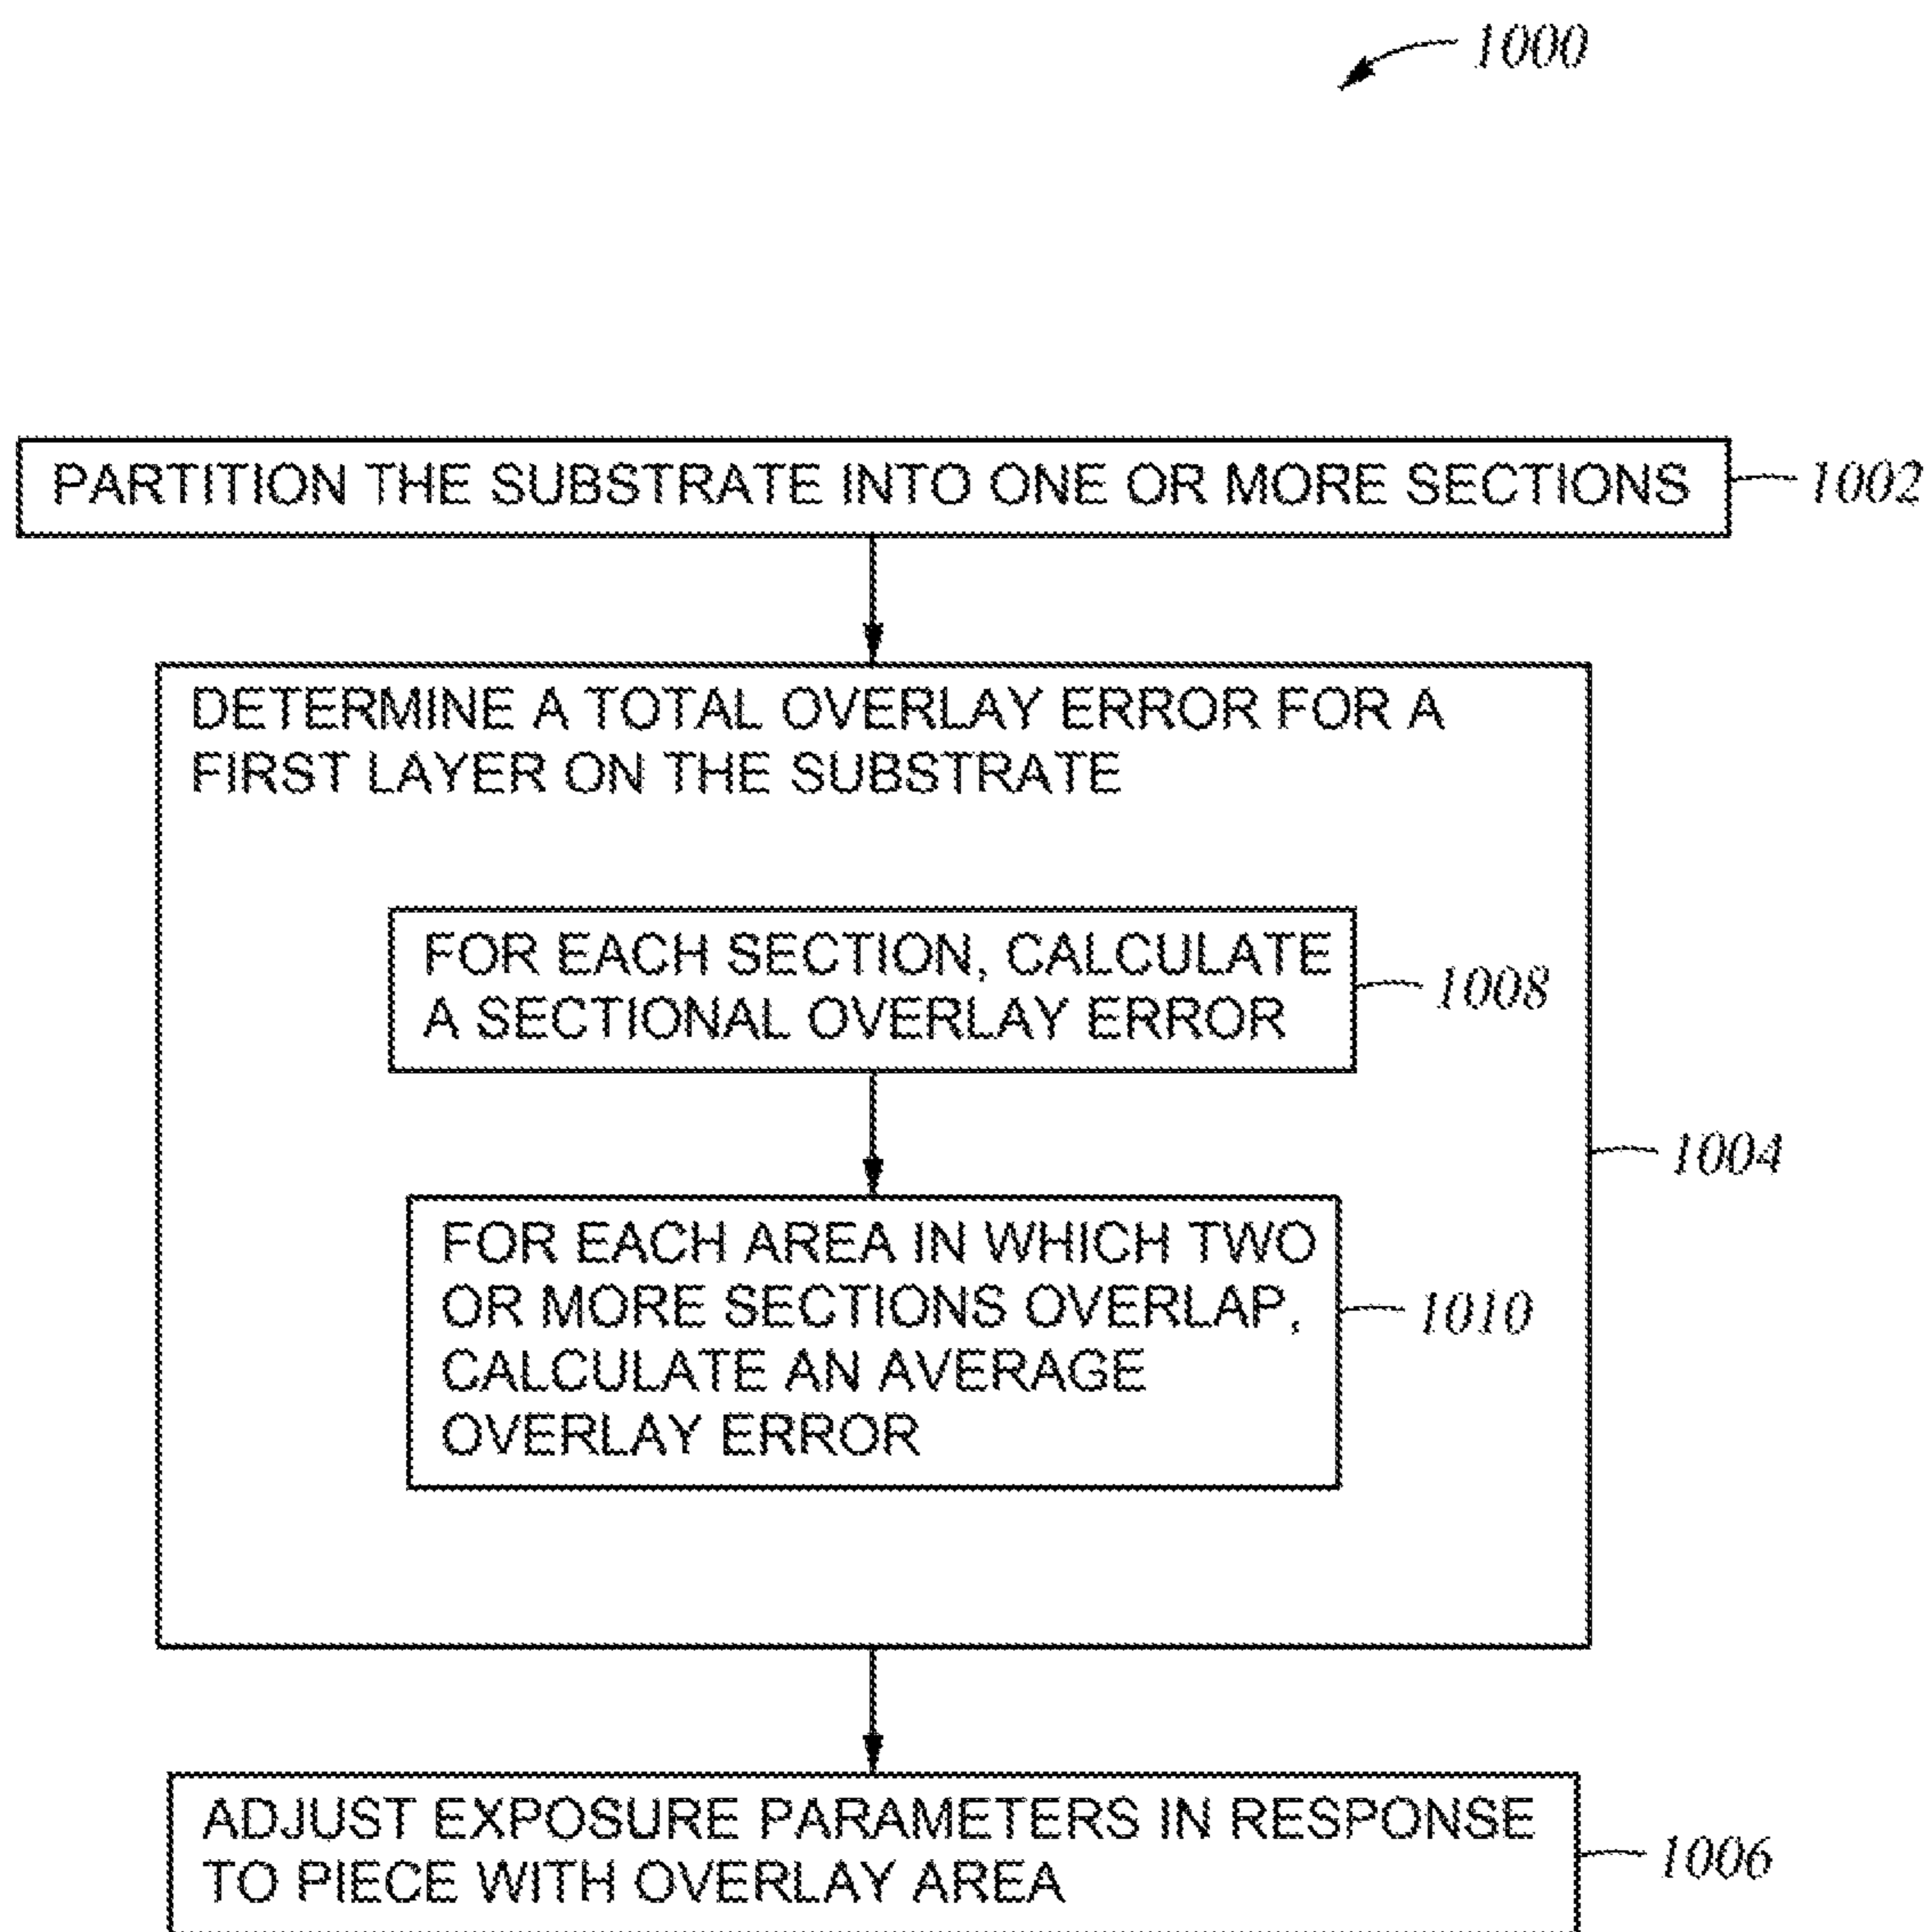 1000
PARTITION THE SUBSTRATE INTO ONE OR MORE SECTIONS
1002
DETERMINE A TOTAL OVERLAY ERROR FOR A
FIRST LAYER ON THE SUBSTRATE
FOR EACH SECTION, CALCULATE
A SECTIONAL OVERLAY ERROR
1008
1004
FOR EACH AREA IN WHICH TWO
OR MORE SECTIONS OVERLAP,
CALCULATE AN AVERAGE
OVERLAY ERROR
1010
ADJUST EXPOSURE PARAMETERS IN RESPONSE
TO PIECE WITH OVERLAY AREA
1006